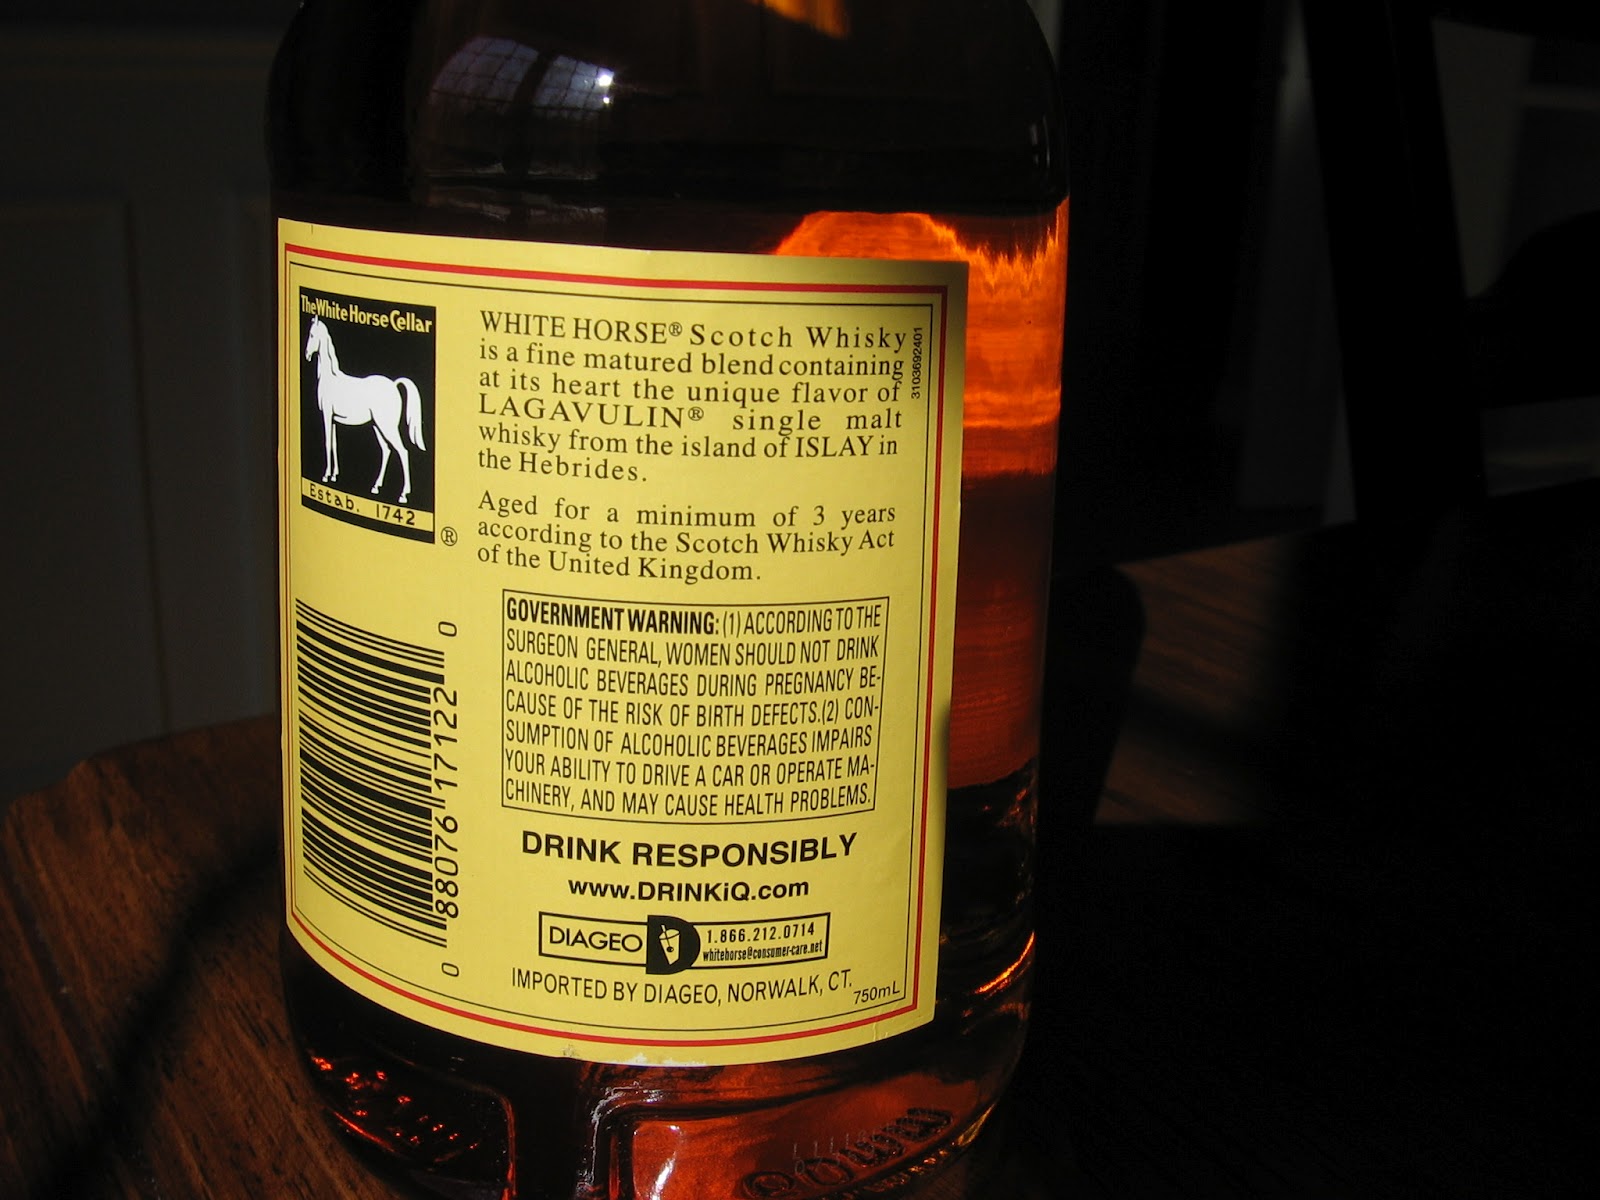 The White Horse Cellar
Estab. 1742
®
WHITE HORSE® Scotch Whisky
is a fine matured blend containing
at its heart the unique flavor of
LAGAVULIN® single malt
whisky from the island of ISLAY in
the Hebrides.
Aged for a minimum of 3 years
according to the Scotch Whisky Act
of the United Kingdom.
3103692401
GOVERNMENT WARNING: (1) ACCORDING TO THE
SURGEON GENERAL, WOMEN SHOULD NOT DRINK
ALCOHOLIC BEVERAGES DURING PREGNANCY BE-
CAUSE OF THE RISK OF BIRTH DEFECTS.(2) CON-
SUMPTION OF ALCOHOLIC BEVERAGES IMPAIRS
YOUR ABILITY TO DRIVE A CAR OR OPERATE MA-
CHINERY, AND MAY CAUSE HEALTH PROBLEMS.
0 88076 17122 0
DRINK RESPONSIBLY
www.DRINKiQ.com
DIAGEO D 1.866.212.0714
whitehorse@consumer-care.net
IMPORTED BY DIAGEO, NORWALK, CT.
750mL